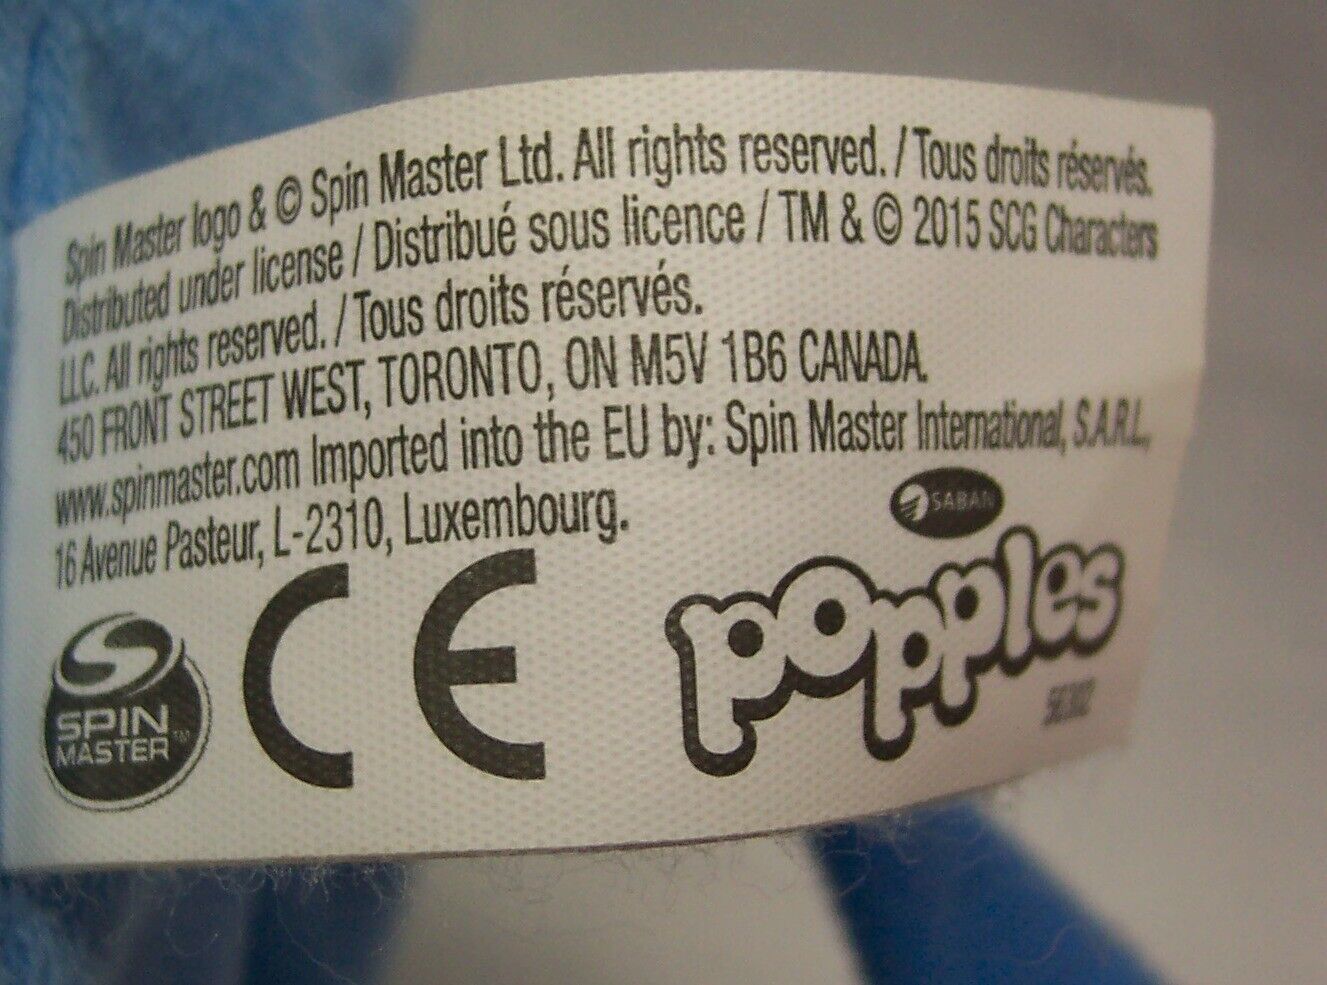 Spin Master logo & © Spin Master Ltd. All rights reserved. / Tous droits réservés.
Distributed under license / Distribué sous licence / TM & © 2015 SCG Characters
LLC. All rights reserved. / Tous droits réservés.
450 FRONT STREET WEST, TORONTO, ON M5V 1B6 CANADA.
www.spinmaster.com Imported into the EU by: Spin Master International, S.A.R.L.,
16 Avenue Pasteur, L-2310, Luxembourg.
SABAN
SPIN
MASTER™
CE
popples